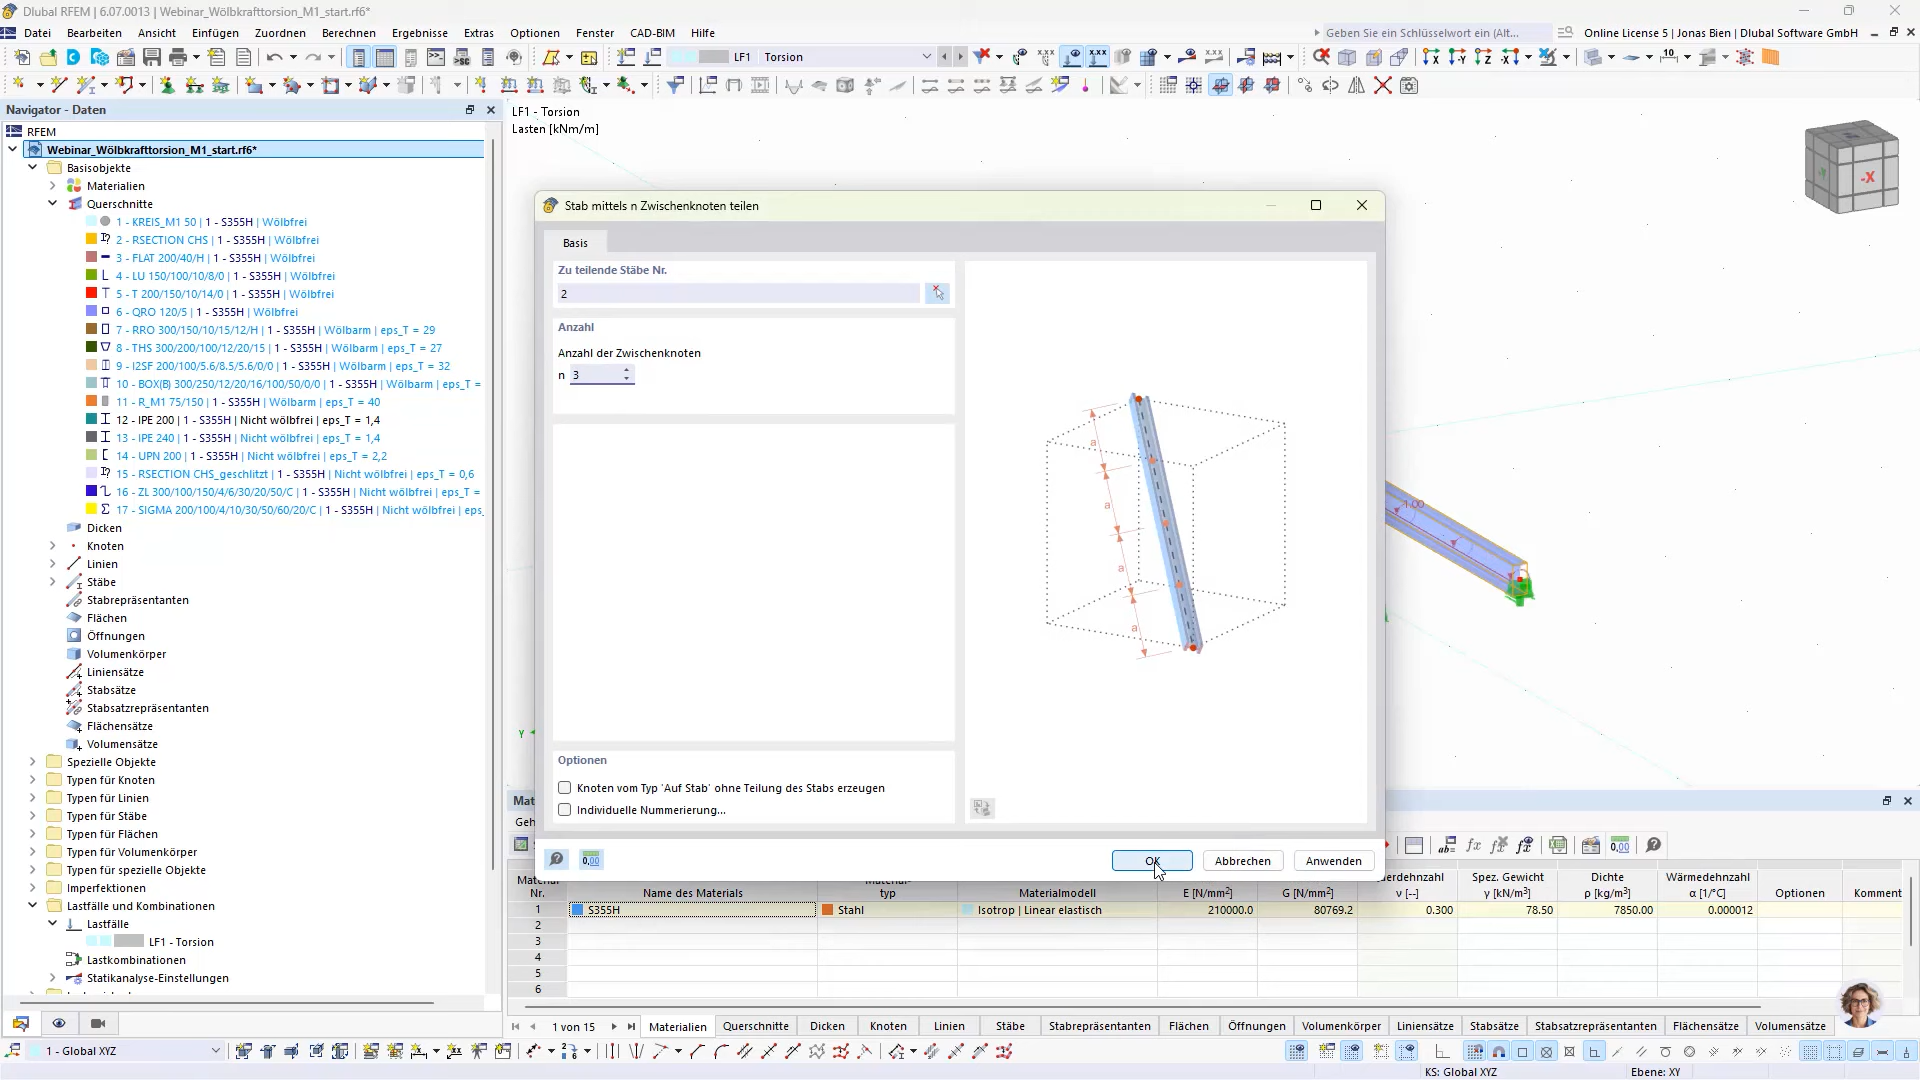 Dlubal RFEM | 6.07.0013 | Webinar_Wölbkrafttorsion_M1_start.rf6*
Datei Bearbeiten Ansicht Einfügen Zuordnen Berechnen Ergebnisse Extras Optionen Fenster CAD-BIM Hilfe
Geben Sie ein Schlüsselwort ein (Alt...
Online License 5 | Jonas Bien | Dlubal Software GmbH
LF1 Torsion
Navigator - Daten
RFEM
Webinar_Wölbkrafttorsion_M1_start.rf6*
Basisobjekte
Materialien
Querschnitte
1 - KREIS_M1 50 | 1 - S355H | Wölbfrei
2 - RSECTION CHS | 1 - S355H | Wölbfrei
3 - FLAT 200/40/H | 1 - S355H | Wölbfrei
4 - LU 150/100/10/8/0 | 1 - S355H | Wölbfrei
5 - T 200/150/10/14/0 | 1 - S355H | Wölbfrei
6 - QRO 120/5 | 1 - S355H | Wölbfrei
7 - RRO 300/150/10/15/12/H | 1 - S355H | Wölbarm | eps_T = 29
8 - THS 300/200/100/12/20/15 | 1 - S355H | Wölbarm | eps_T = 27
9 - I2SF 200/100/5.6/8.5/5.6/0/0 | 1 - S355H | Wölbarm | eps_T = 32
10 - BOX(B) 300/250/12/20/16/100/50/0/0 | 1 - S355H | Wölbarm | eps_T =
11 - R_M1 75/150 | 1 - S355H | Wölbarm | eps_T = 40
12 - IPE 200 | 1 - S355H | Nicht wölbfrei | eps_T = 1,4
13 - IPE 240 | 1 - S355H | Nicht wölbfrei | eps_T = 1,4
14 - UPN 200 | 1 - S355H | Nicht wölbfrei | eps_T = 2,2
15 - RSECTION CHS_geschlitzt | 1 - S355H | Nicht wölbfrei | eps_T = 0,6
16 - ZL 300/100/150/4/6/30/20/50/C | 1 - S355H | Nicht wölbfrei | eps_T =
17 - SIGMA 200/100/4/10/30/50/60/20/C | 1 - S355H | Nicht wölbfrei | eps_
Dicken
Knoten
Linien
Stäbe
Stabrepräsentanten
Flächen
Öffnungen
Volumenkörper
Liniensätze
Stabsätze
Stabsatzrepräsentanten
Flächensätze
Volumensätze
Spezielle Objekte
Typen für Knoten
Typen für Linien
Typen für Stäbe
Typen für Flächen
Typen für Volumenkörper
Typen für spezielle Objekte
Imperfektionen
Lastfälle und Kombinationen
Lastfälle
LF1 - Torsion
Lastkombinationen
Statikanalyse-Einstellungen
LF1 - Torsion
Lasten [kNm/m]
-X
1.00
Y
Stab mittels n Zwischenknoten teilen
Basis
Zu teilende Stäbe Nr.
2
Anzahl
Anzahl der Zwischenknoten
n 3
a
a
a
a
Optionen
Knoten vom Typ 'Auf Stab' ohne Teilung des Stabs erzeugen
Individuelle Nummerierung...
OK Abbrechen Anwenden
Mat
Geh
Material Nr.
Name des Materials
Materialtyp
Materialmodell
E [N/mm²]
G [N/mm²]
ν [--]
Spez. Gewicht γ [kN/m³]
Dichte ρ [kg/m³]
Wärmedehnzahl α [1/°C]
Optionen
Komment
1 S355H Stahl Isotrop | Linear elastisch 210000.0 80769.2 0.300 78.50 7850.00 0.000012
2
3
4
5
6
1 von 15 Materialien Querschnitte Dicken Knoten Linien Stäbe Stabrepräsentanten Flächen Öffnungen Volumenkörper Liniensätze Stabsätze Stabsatzrepräsentanten Flächensätze Volumensätze
1 - Global XYZ
KS: Global XYZ
Ebene: XY